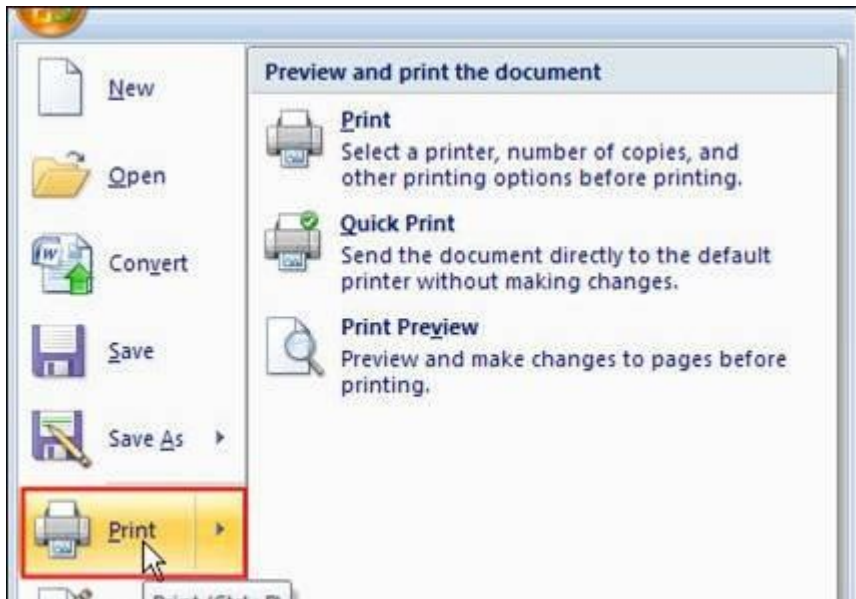 New
Open
Convert
Save
Save As
Print
Preview and print the document
Print
Select a printer, number of copies, and
other printing options before printing.
Quick Print
Send the document directly to the default
printer without making changes.
Print Preview
Preview and make changes to pages before
printing.